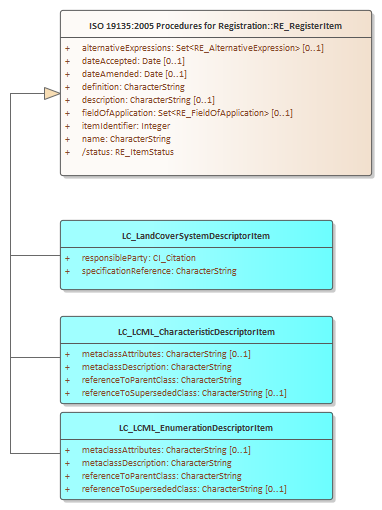 ISO 19135:2005 Procedures for Registration::RE_RegisterItem
+ alternativeExpressions: Set<RE_AlternativeExpression> [0..1]
+ dateAccepted: Date [0..1]
+ dateAmended: Date [0..1]
+ definition: CharacterString
+ description: CharacterString [0..1]
+ fieldOfApplication: Set<RE_FieldOfApplication> [0..1]
+ itemIdentifier: Integer
+ name: CharacterString
+ /status: RE_ItemStatus
LC_LandCoverSystemDescriptorItem
+ responsibleParty: CI_Citation
+ specificationReference: CharacterString
LC_LCML_CharacteristicDescriptorItem
+ metaclassAttributes: CharacterString [0..1]
+ metaclassDescription: CharacterString
+ referenceToParentClass: CharacterString
+ referenceToSupersededClass: CharacterString [0..1]
LC_LCML_EnumerationDescriptorItem
+ metaclassAttributes: CharacterString [0..1]
+ metaclassDescription: CharacterString
+ referenceToParentClass: CharacterString
+ referenceToSupersededClass: CharacterString [0..1]